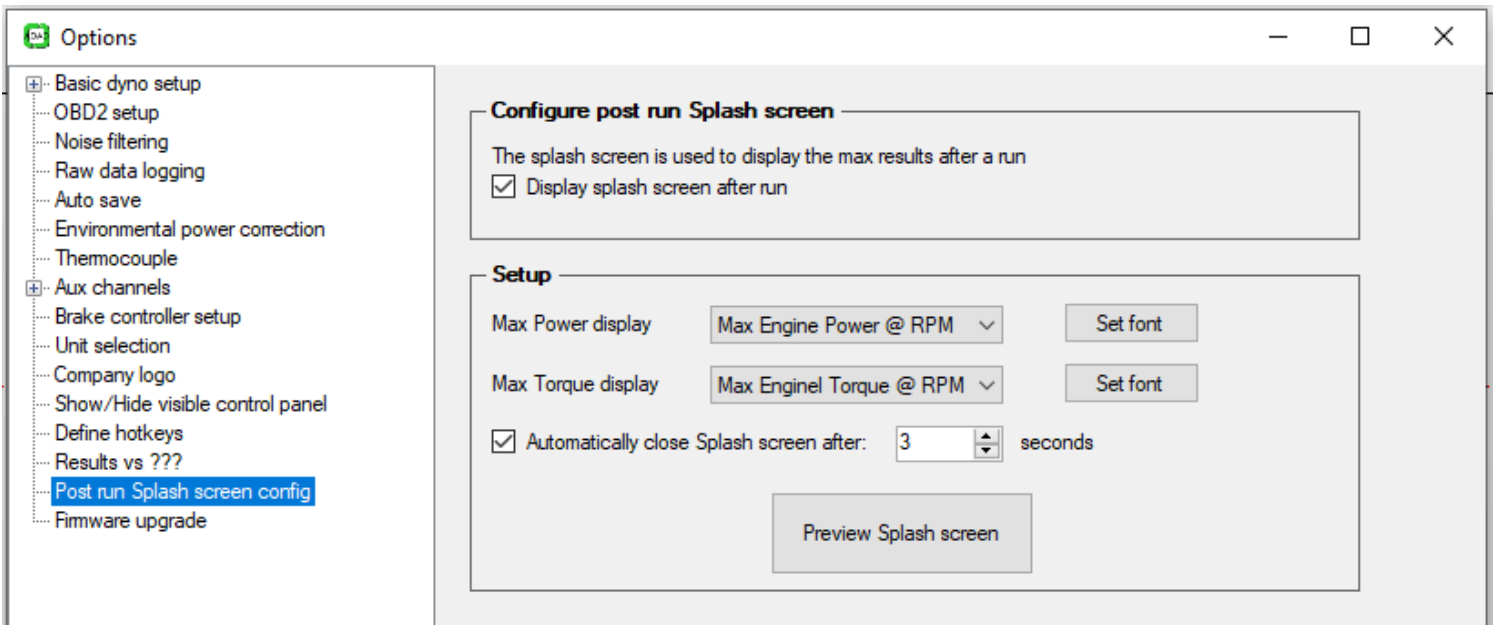 Options
Basic dyno setup
OBD2 setup
Noise filtering
Raw data logging
Auto save
Environmental power correction
Thermocouple
Aux channels
Brake controller setup
Unit selection
Company logo
Show/Hide visible control panel
Define hotkeys
Results vs ???
Post run Splash screen config
Firmware upgrade
Configure post run Splash screen
The splash screen is used to display the max results after a run
Display splash screen after run
Setup
Max Power display Max Engine Power @ RPM Set font
Max Torque display Max Enginel Torque @ RPM Set font
Automatically close Splash screen after: 3 seconds
Preview Splash screen